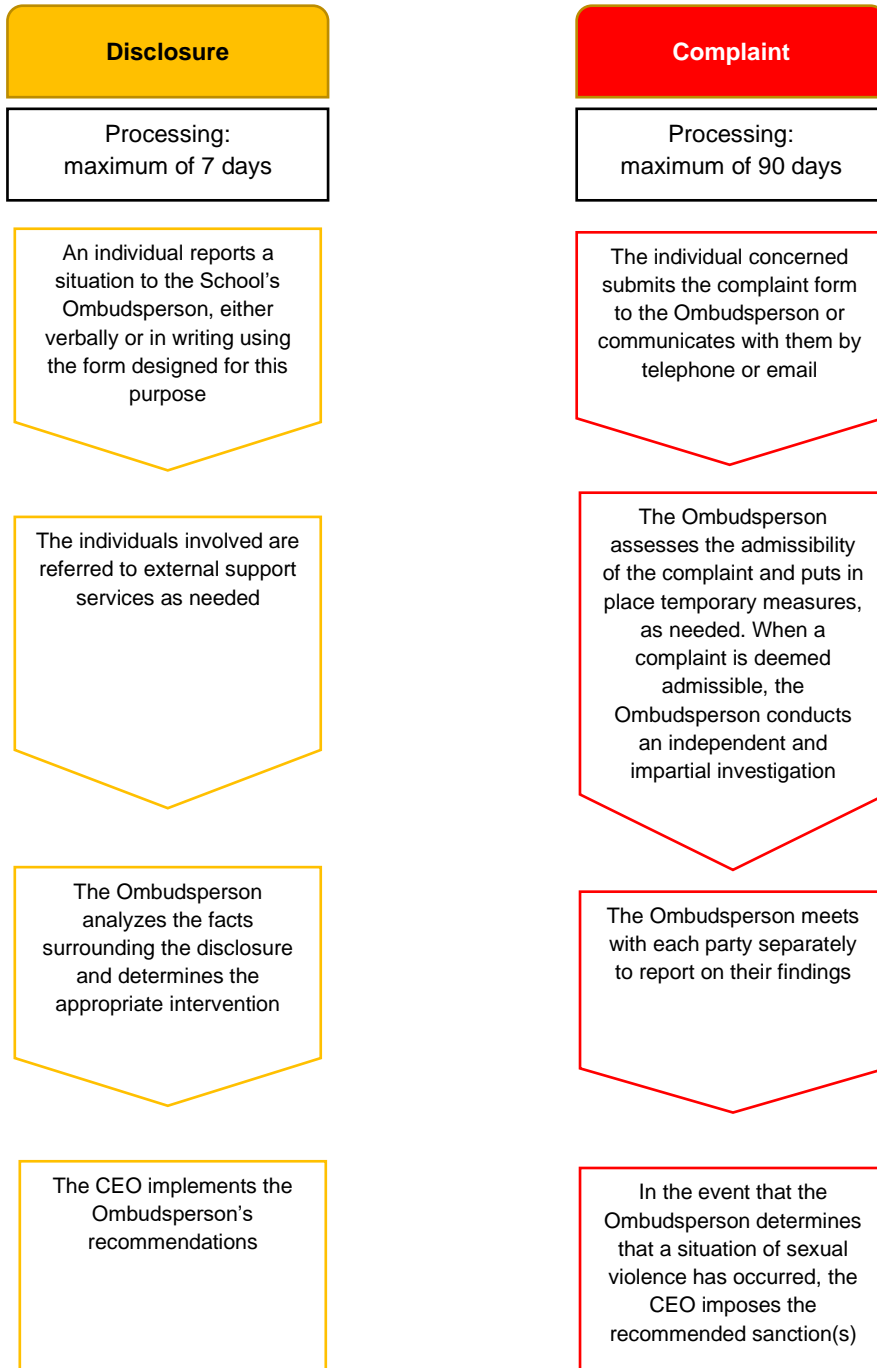 Disclosure
Processing:
maximum of 7 days
An individual reports a
situation to the School’s
Ombudsperson, either
verbally or in writing using
the form designed for this
purpose
The individuals involved are
referred to external support
services as needed
The Ombudsperson
analyzes the facts
surrounding the disclosure
and determines the
appropriate intervention
The CEO implements the
Ombudsperson’s
recommendations
Complaint
Processing:
maximum of 90 days
The individual concerned
submits the complaint form
to the Ombudsperson or
communicates with them by
telephone or email
The Ombudsperson
assesses the admissibility
of the complaint and puts in
place temporary measures,
as needed. When a
complaint is deemed
admissible, the
Ombudsperson conducts
an independent and
impartial investigation
The Ombudsperson meets
with each party separately
to report on their findings
In the event that the
Ombudsperson determines
that a situation of sexual
violence has occurred, the
CEO imposes the
recommended sanction(s)